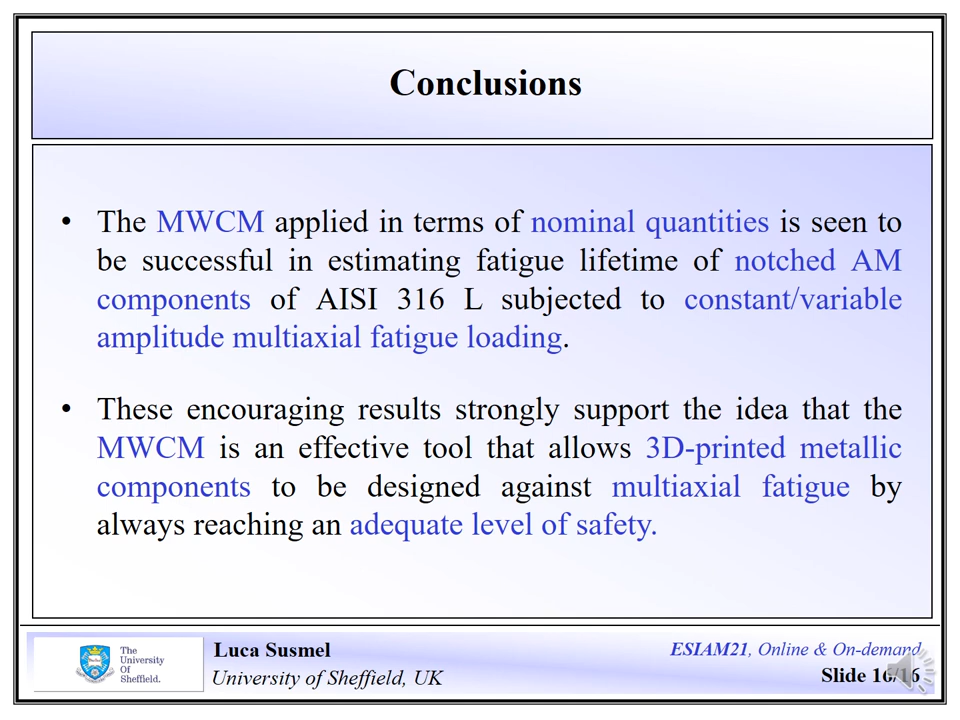 Conclusions
• The MWCM applied in terms of nominal quantities is seen to
be successful in estimating fatigue lifetime of notched AM
components of AISI 316 L subjected to constant/variable
amplitude multiaxial fatigue loading.
• These encouraging results strongly support the idea that the
MWCM is an effective tool that allows 3D-printed metallic
components to be designed against multiaxial fatigue by
always reaching an adequate level of safety.
The
University
Of
Sheffield.
Luca Susmel
University of Sheffield, UK
ESIAM21, Online & On-demand
Slide 16/16